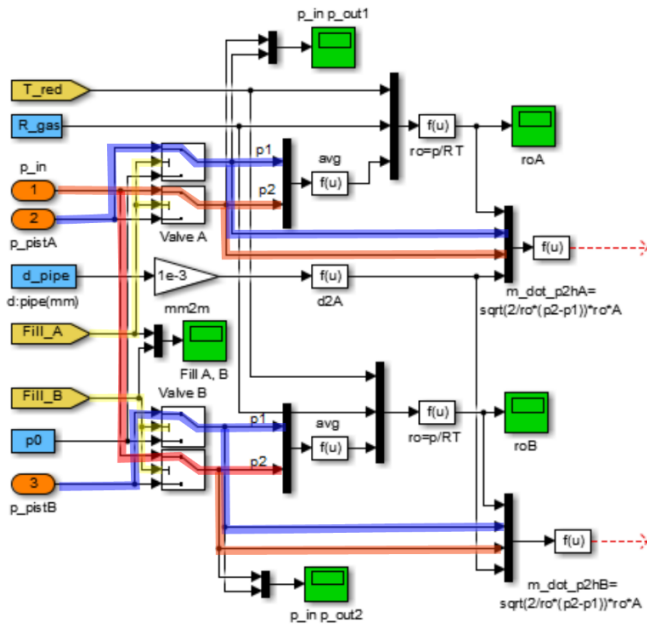 p_in p_out1
T_red
R_gas
f(u)
ro=p/RT
roA
p_in
1
2
p_pistA
Valve A
p1
p2
avg
f(u)
f(u)
m_dot_p2hA=
sqrt(2/ro*(p2-p1))*ro*A
d_pipe
d:pipe(mm)
1e-3
mm2m
f(u)
d2A
Fill_A
Fill A, B
Fill_B
Valve B
p0
3
p_pistB
p1
p2
avg
f(u)
f(u)
ro=p/RT
roB
f(u)
m_dot_p2hB=
sqrt(2/ro*(p2-p1))*ro*A
p_in p_out2